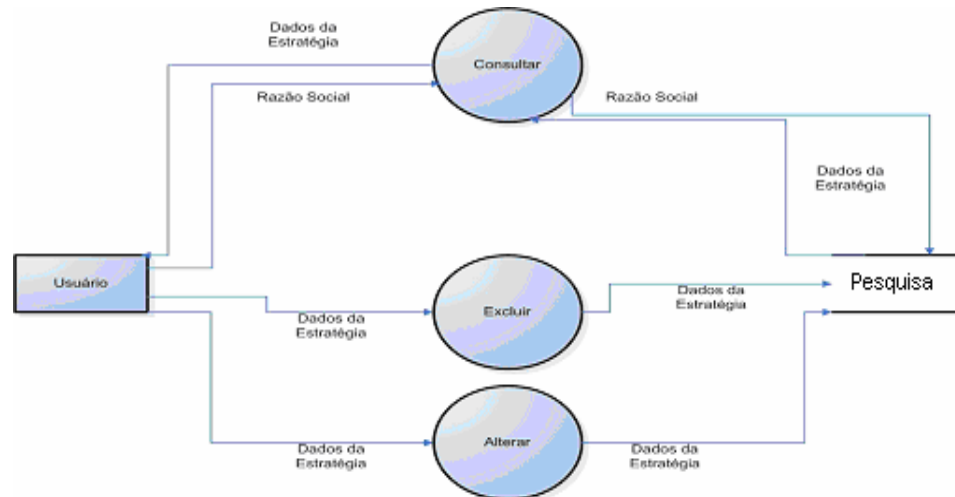 Dados da
Estratégia
Consultar
Razão Social
Razão Social
Dados da
Estratégia
Usuário
Excluir
Pesquisa
Dados da
Estratégia
Dados da
Estratégia
Alterar
Dados da
Estratégia
Dados da
Estratégia